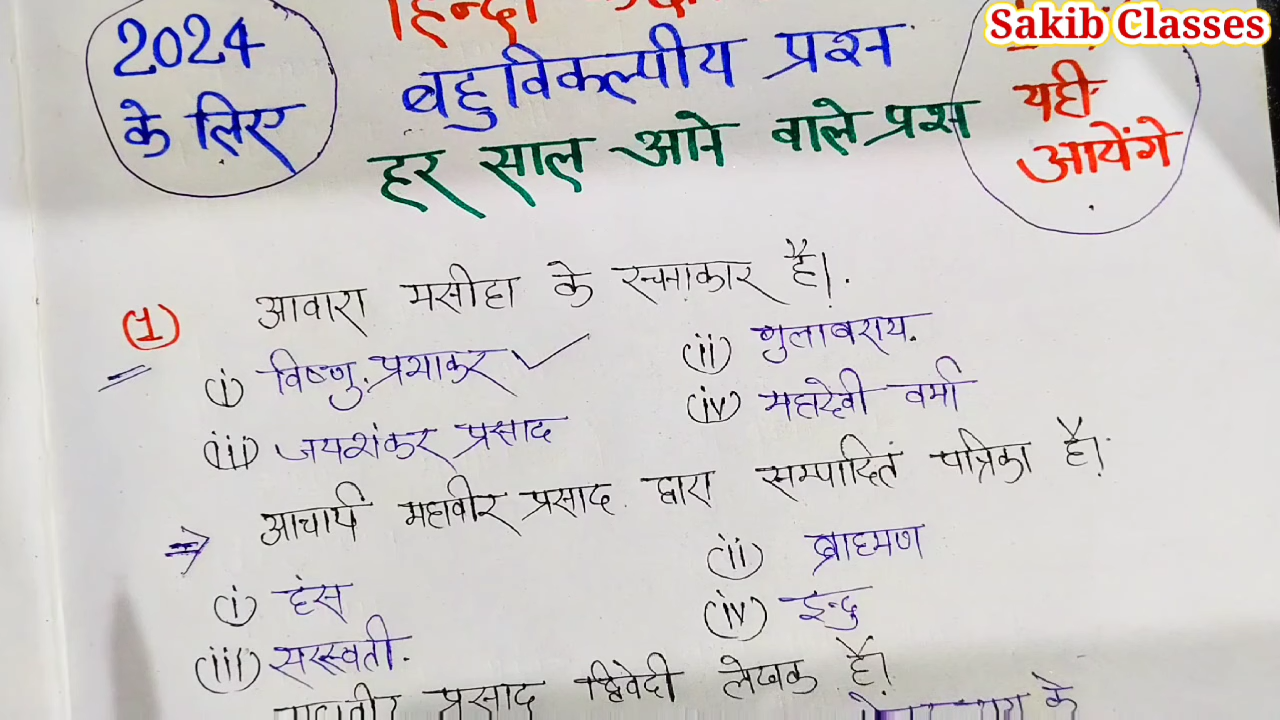 Sakib Classes
2024
के लिए
हिन्दी
बहुविकल्पीय प्रश्न
हर साल आने वाले प्रश्न
यही
आयेंगे
(1) आवारा मसीहा के रचनाकार है।
(i) विष्णु प्रभाकर ✓ (ii) गुलाबराय.
(iii) जयशंकर प्रसाद (iv) महादेवी वर्मा
⇒ आचार्य महावीर प्रसाद द्वारा सम्पादित पत्रिका है।
(i) हंस (ii) ब्राह्मण
(iii) सरस्वती. (iv) इन्दु
महावीर प्रसाद द्विवेदी लेखक है।
के